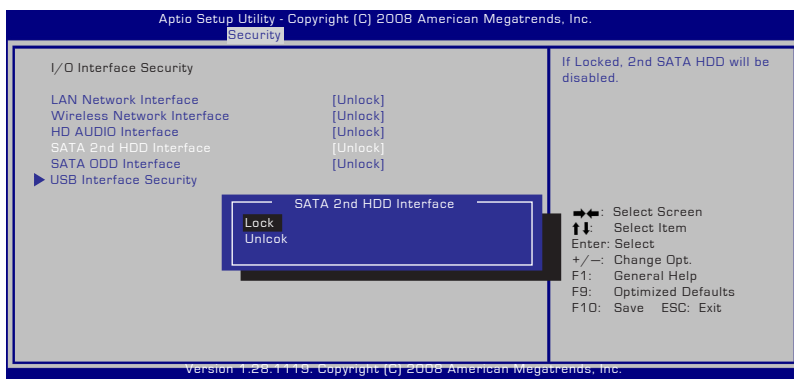 Aptio Setup Utility - Copyright (C) 2008 American Megatrends, Inc.
Security
I/O Interface Security
LAN Network Interface [Unlock]
Wireless Network Interface [Unlock]
HD AUDIO Interface [Unlock]
SATA 2nd HDD Interface [Unlock]
SATA ODD Interface [Unlock]
USB Interface Security
SATA 2nd HDD Interface
Lock
Unlcok
If Locked, 2nd SATA HDD will be
disabled.
: Select Screen
: Select Item
Enter: Select
+/—: Change Opt.
F1: General Help
F9: Optimized Defaults
F10: Save ESC: Exit
Version 1.28.1119. Copyright (C) 2008 American Megatrends, Inc.